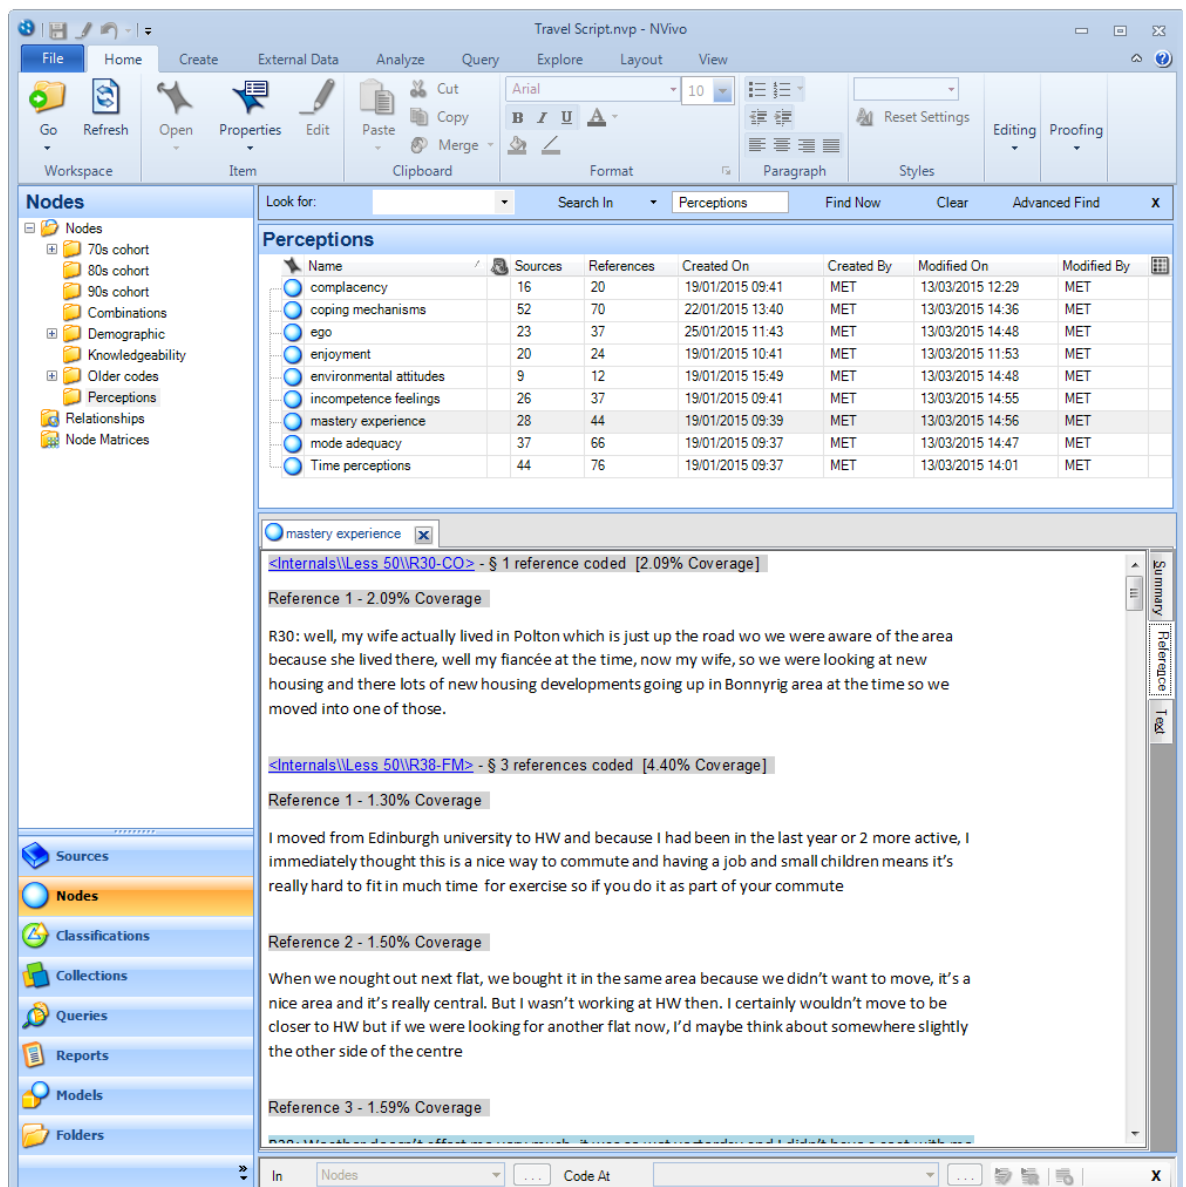 Travel Script.nvp - NVivo
File Home Create External Data Analyze Query Explore Layout View
Go Refresh Open Properties Edit Paste Cut Copy Merge Arial 10 B I U A Reset Settings Editing Proofing
Workspace Item Clipboard Format Paragraph Styles
Nodes
Nodes
70s cohort
80s cohort
90s cohort
Combinations
Demographic
Knowledgeability
Older codes
Perceptions
Relationships
Node Matrices
Sources
Nodes
Classifications
Collections
Queries
Reports
Models
Folders
Look for: Search In Perceptions Find Now Clear Advanced Find x
Perceptions
Name Sources References Created On Created By Modified On Modified By
complacency 16 20 19/01/2015 09:41 MET 13/03/2015 12:29 MET
coping mechanisms 52 70 22/01/2015 13:40 MET 13/03/2015 14:36 MET
ego 23 37 25/01/2015 11:43 MET 13/03/2015 14:48 MET
enjoyment 20 24 19/01/2015 10:41 MET 13/03/2015 11:53 MET
environmental attitudes 9 12 19/01/2015 15:49 MET 13/03/2015 14:48 MET
incompetence feelings 26 37 19/01/2015 09:41 MET 13/03/2015 14:55 MET
mastery experience 28 44 19/01/2015 09:39 MET 13/03/2015 14:56 MET
mode adequacy 37 66 19/01/2015 09:37 MET 13/03/2015 14:47 MET
Time perceptions 44 76 19/01/2015 09:37 MET 13/03/2015 14:01 MET
mastery experience x
<Internals\\Less 50\\R30-CO> - § 1 reference coded [2.09% Coverage]
Reference 1 - 2.09% Coverage
R30: well, my wife actually lived in Polton which is just up the road wo we were aware of the area
because she lived there, well my fiancée at the time, now my wife, so we were looking at new
housing and there lots of new housing developments going up in Bonnyrig area at the time so we
moved into one of those.
<Internals\\Less 50\\R38-FM> - § 3 references coded [4.40% Coverage]
Reference 1 - 1.30% Coverage
I moved from Edinburgh university to HW and because I had been in the last year or 2 more active, I
immediately thought this is a nice way to commute and having a job and small children means it's
really hard to fit in much time for exercise so if you do it as part of your commute
Reference 2 - 1.50% Coverage
When we nought out next flat, we bought it in the same area because we didn't want to move, it's a
nice area and it's really central. But I wasn't working at HW then. I certainly wouldn't move to be
closer to HW but if we were looking for another flat now, I'd maybe think about somewhere slightly
the other side of the centre
Reference 3 - 1.59% Coverage
Summary
Reference
Text
In Nodes ... Code At ... x